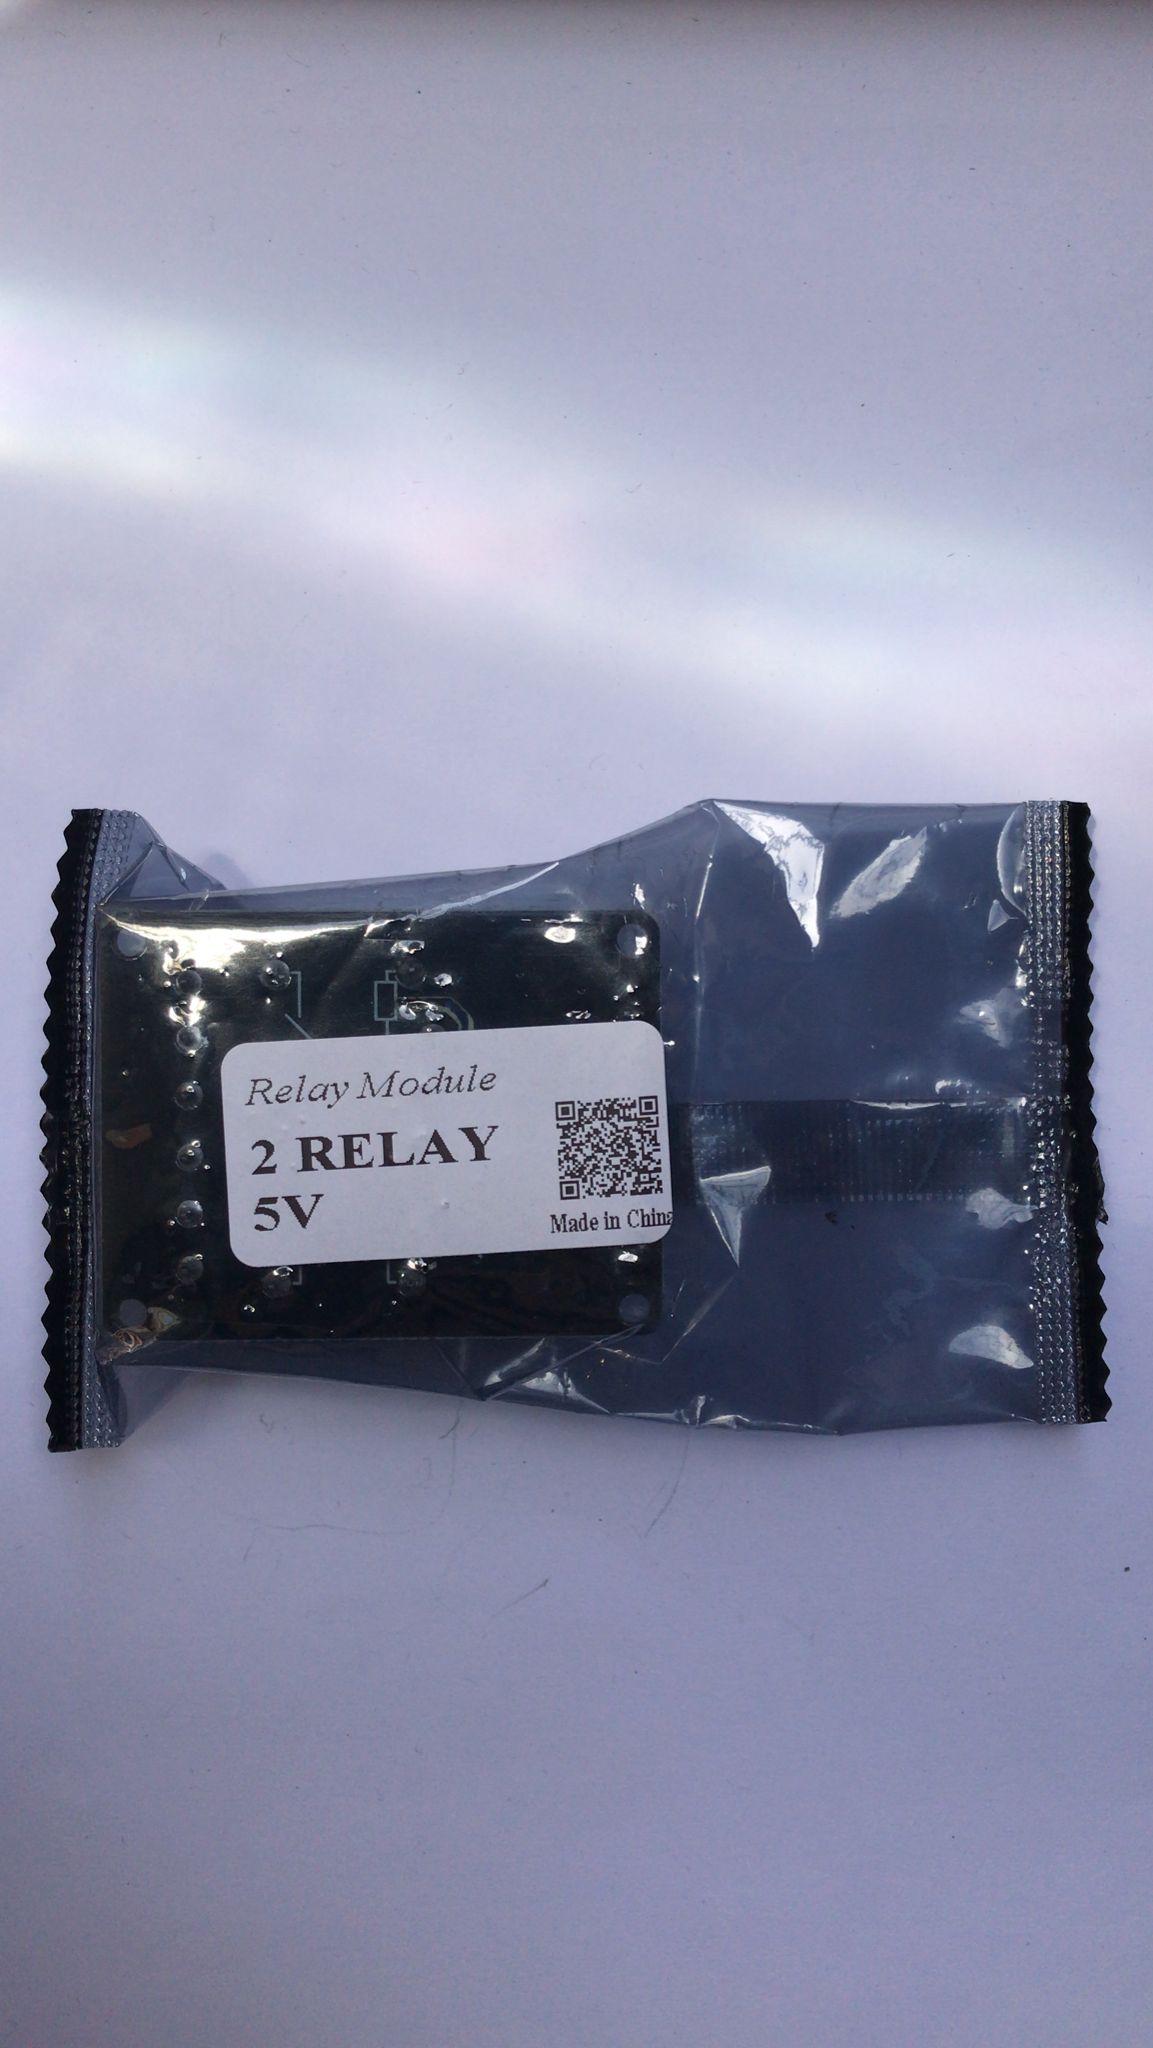 Relay Module
2 RELAY
5V
Made in China